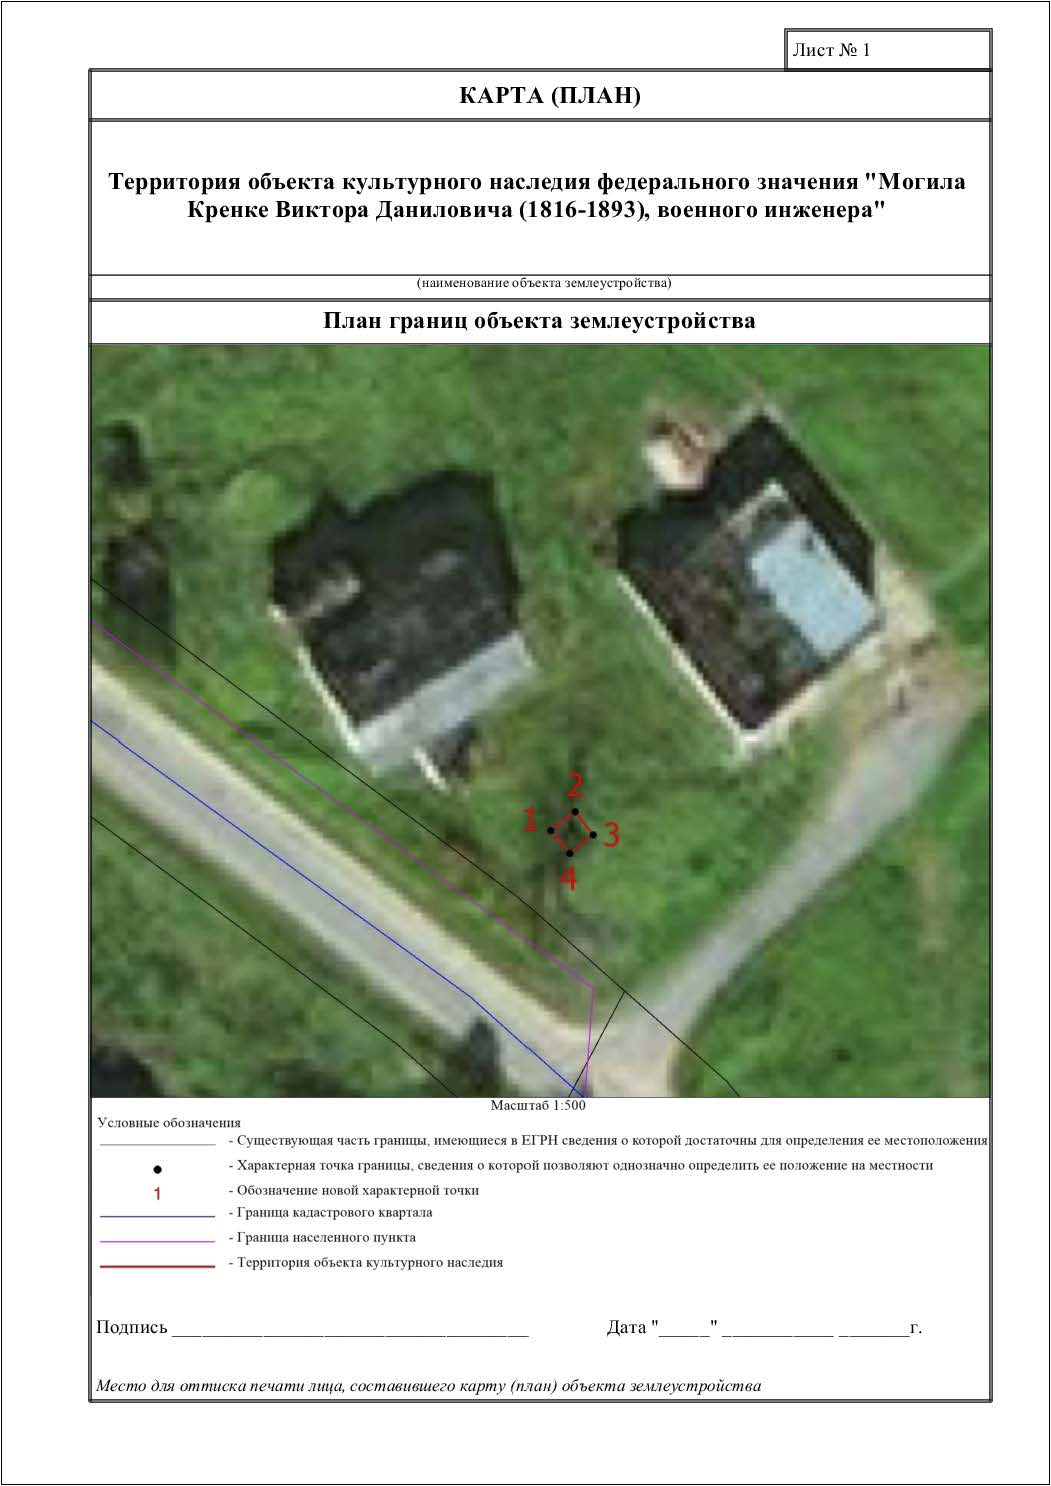 Лист № 1
КАРТА (ПЛАН)
Территория объекта культурного наследия федерального значения "Могила
Кренке Виктора Даниловича (1816-1893), военного инженера"
(наименование объекта землеустройства)
План границ объекта землеустройства
2
1
3
4
Масштаб 1:500
Условные обозначения
- Существующая часть границы, имеющиеся в ЕГРН сведения о которой достаточны для определения ее местоположения
- Характерная точка границы, сведения о которой позволяют однозначно определить ее положение на местности
1 - Обозначение новой характерной точки
- Граница кадастрового квартала
- Граница населенного пункта
- Территория объекта культурного наследия
Подпись ___________________________________ Дата "_____" ___________ _______г.
Место для оттиска печати лица, составившего карту (план) объекта землеустройства